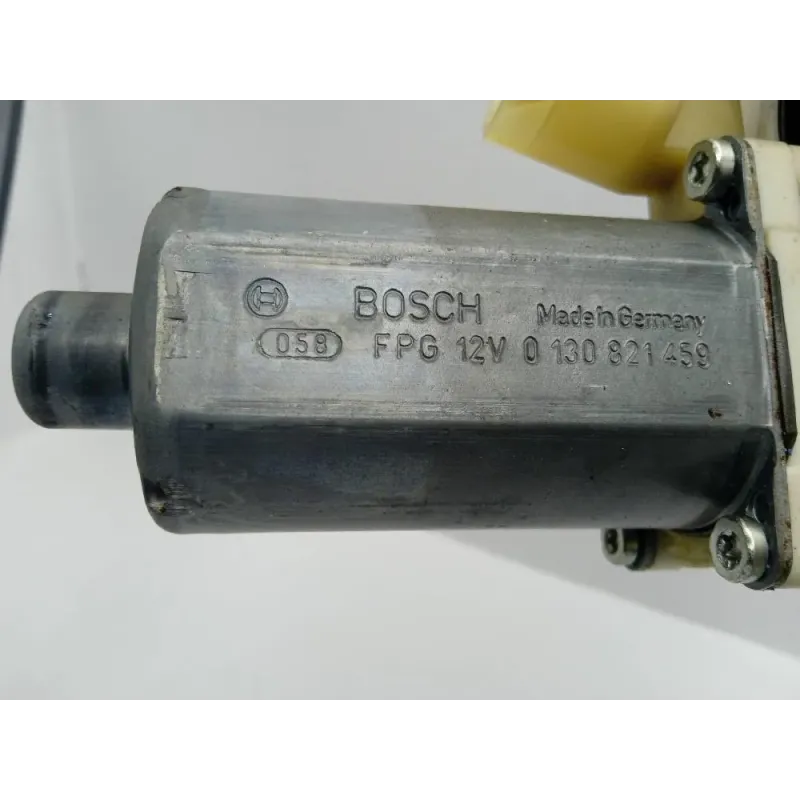 BOSCH Made in Germany
058 FPG 12V 0 130 821 459